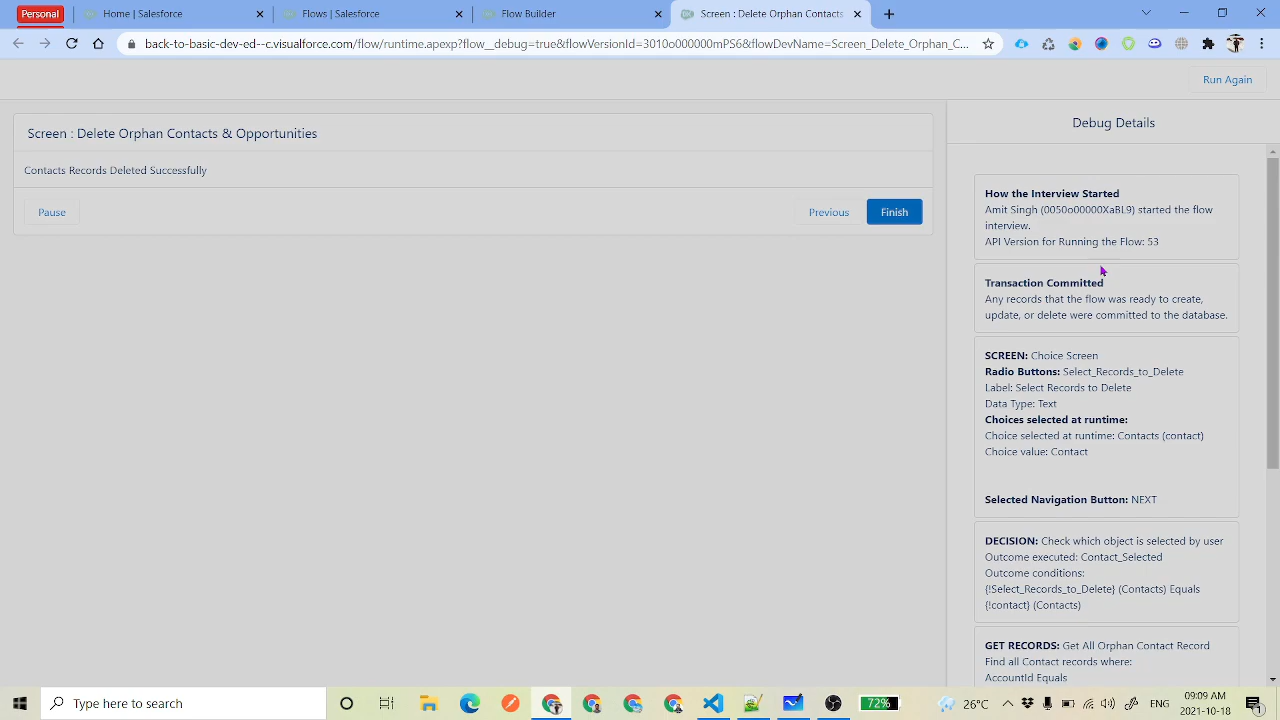 Personal
Home | Salesforce
Flows | Salesforce
Flow Builder
Screen : Delete Orphan Contacts
back-to-basic-dev-ed--c.visualforce.com/flow/runtime.apexp?flow__debug=true&flowVersionId=3010o000000mPS6&flowDevName=Screen_Delete_Orphan_C...
Run Again
Screen : Delete Orphan Contacts & Opportunities
Contacts Records Deleted Successfully
Pause
Previous
Finish
Debug Details
How the Interview Started
Amit Singh (0050o00000XaBL9) started the flow
interview.
API Version for Running the Flow: 53
Transaction Committed
Any records that the flow was ready to create,
update, or delete were committed to the database.
SCREEN: Choice Screen
Radio Buttons: Select_Records_to_Delete
Label: Select Records to Delete
Data Type: Text
Choices selected at runtime:
Choice selected at runtime: Contacts (contact)
Choice value: Contact
Selected Navigation Button: NEXT
DECISION: Check which object is selected by user
Outcome executed: Contact_Selected
Outcome conditions:
{!Select_Records_to_Delete} (Contacts) Equals
{!contact} (Contacts)
GET RECORDS: Get All Orphan Contact Record
Find all Contact records where:
AccountId Equals
Type here to search
72%
26°C
ENG
09:09 AM
2021-10-18
1